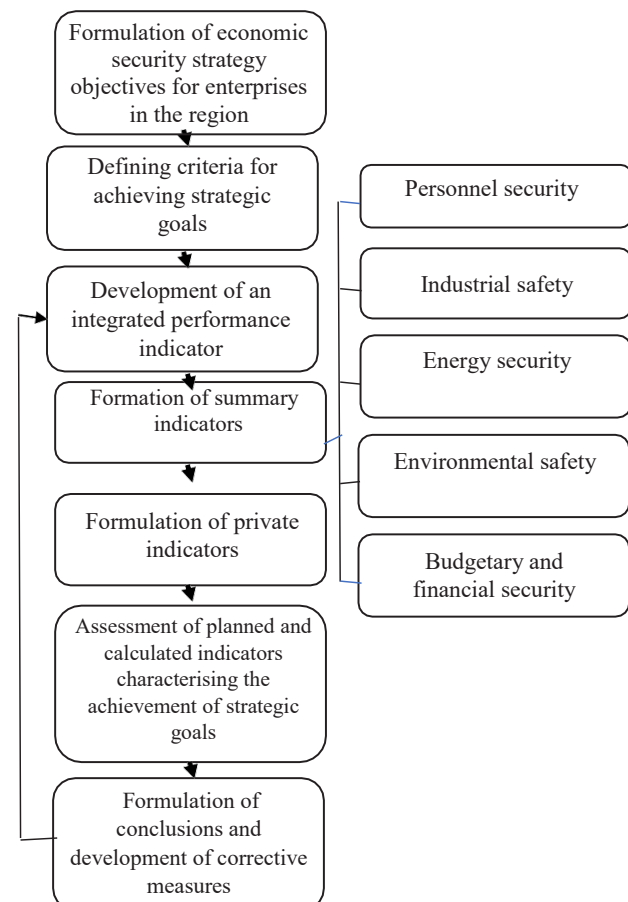 Formulation of economic
security strategy
objectives for enterprises
in the region
Defining criteria for
achieving strategic
goals
Development of an
integrated performance
indicator
Formation of summary
indicators
Formulation of private
indicators
Assessment of planned and
calculated indicators
characterising the
achievement of strategic
goals
Formulation of
conclusions and
development of corrective
measures
Personnel security
Industrial safety
Energy security
Environmental safety
Budgetary and
financial security